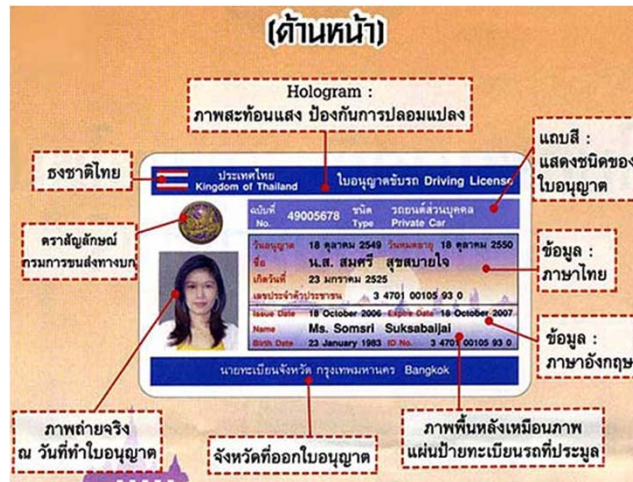 (ด้านหน้า)
Hologram :
ภาพสะท้อนแสง ป้องกันการปลอมแปลง
แถบสี :
แสดงชนิดของ
ใบอนุญาต
ธงชาติไทย
ประเทศไทย
Kingdom of Thailand
ใบอนุญาตขับรถ Driving License
ฉบับที่ 49005678 ชนิด รถยนต์ส่วนบุคคล
No. Type Private Car
ตราสัญลักษณ์
กรมการขนส่งทางบก
วันอนุญาต 18 ตุลาคม 2549 วันหมดอายุ 18 ตุลาคม 2550
ชื่อ น.ส. สมศรี สุขสบายใจ
เกิดวันที่ 23 มกราคม 2525
เลขประจำตัวประชาชน 3 4701 00105 93 0
Issue Date 18 October 2006 Expire Date 18 October 2007
Name Ms. Somsri Suksabaijai
Birth Date 23 January 1983 ID No. 3 4701 00105 93 0
ข้อมูล :
ภาษาไทย
ข้อมูล :
ภาษาอังกฤษ
นายทะเบียนจังหวัด กรุงเทพมหานคร Bangkok
ภาพถ่ายจริง
ณ วันที่ทำใบอนุญาต
จังหวัดที่ออกใบอนุญาต
ภาพพื้นหลังเหมือนภาพ
แผ่นป้ายทะเบียนรถที่ประมูล